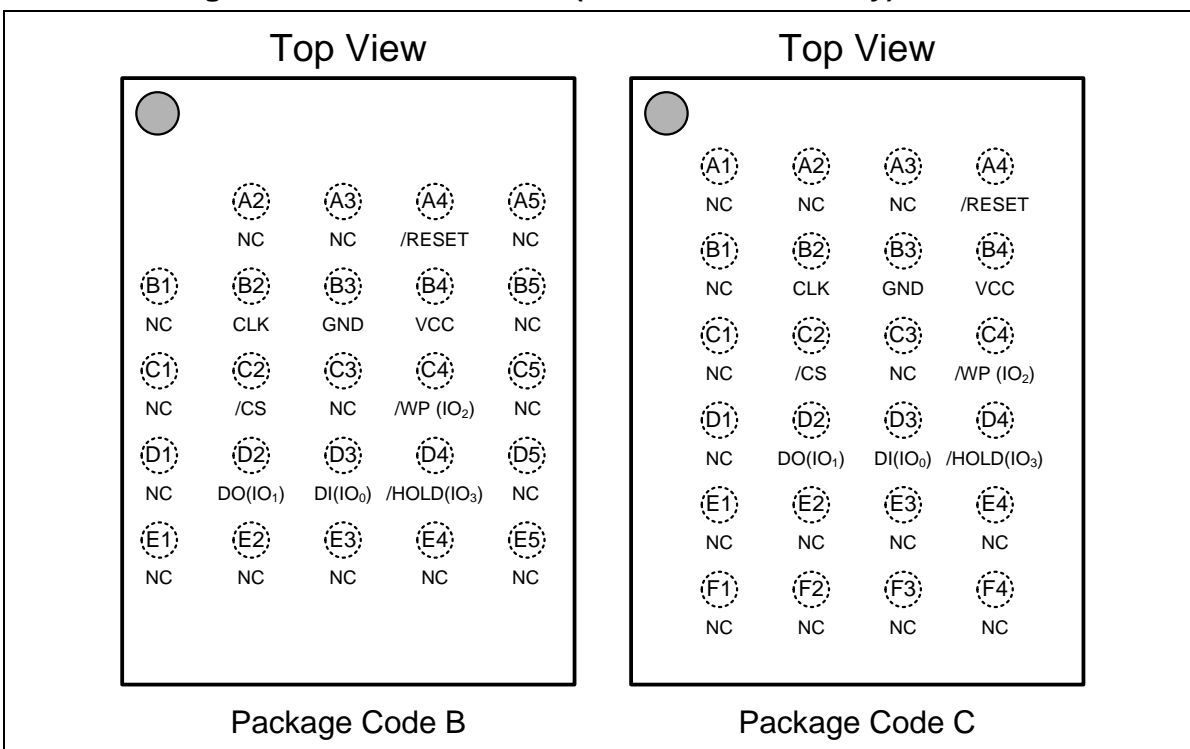 Top View
A2 A3 A4 A5
NC NC /RESET NC
B1 B2 B3 B4 B5
NC CLK GND VCC NC
C1 C2 C3 C4 C5
NC /CS NC /WP (IO₂) NC
D1 D2 D3 D4 D5
NC DO(IO₁) DI(IO₀) /HOLD(IO₃) NC
E1 E2 E3 E4 E5
NC NC NC NC NC
Package Code B
Top View
A1 A2 A3 A4
NC NC NC /RESET
B1 B2 B3 B4
NC CLK GND VCC
C1 C2 C3 C4
NC /CS NC /WP (IO₂)
D1 D2 D3 D4
NC DO(IO₁) DI(IO₀) /HOLD(IO₃)
E1 E2 E3 E4
NC NC NC NC
F1 F2 F3 F4
NC NC NC NC
Package Code C